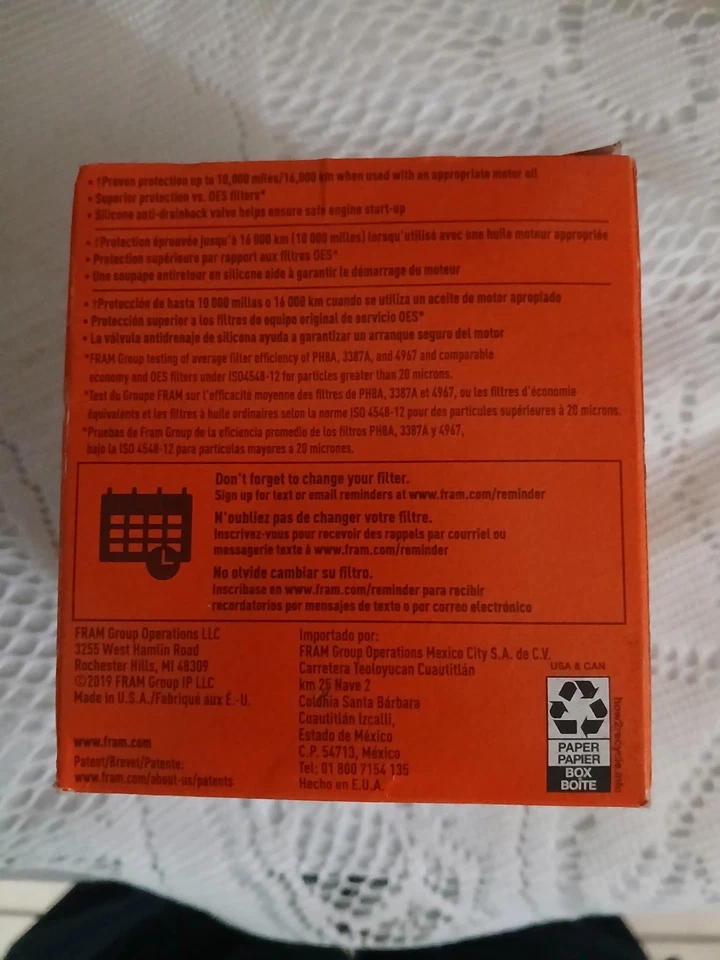 • †Proven protection up to 10,000 miles/16,000 km when used with an appropriate motor oil
• Superior protection vs. OES filters*
• Silicone anti-drainback valve helps ensure safe engine start-up
• †Protection éprouvée jusqu'à 16 000 km (10 000 milles) lorsqu'utilisé avec une huile moteur appropriée
• Protection supérieure par rapport aux filtres OES*
• Une soupape antiretour en silicone aide à garantir le démarrage du moteur
• †Protección de hasta 10 000 millas o 16 000 km cuando se utiliza un aceite de motor apropiado
• Protección superior a los filtros de equipo original de servicio OES*
• La válvula antidrenaje de silicona ayuda a garantizar un arranque seguro del motor
*FRAM Group testing of average filter efficiency of PH8A, 3387A, and 4967 and comparable
economy and OES filters under ISO4548-12 for particles greater than 20 microns.
*Test du Groupe FRAM sur l'efficacité moyenne des filtres de PH8A, 3387A et 4967, ou les filtres d'économie
équivalents et les filtres à huile ordinaires selon la norme ISO 4548-12 pour des particules supérieures à 20 microns.
*Pruebas de Fram Group de la eficiencia promedio de los filtros PH8A, 3387A y 4967,
bajo la ISO 4548-12 para partículas mayores a 20 micrones.
Don't forget to change your filter.
Sign up for text or email reminders at www.fram.com/reminder
N'oubliez pas de changer votre filtre.
Inscrivez-vous pour recevoir des rappels par courriel ou
messagerie texte à www.fram.com/reminder
No olvide cambiar su filtro.
Inscríbase en www.fram.com/reminder para recibir
recordatorios por mensajes de texto o por correo electrónico
FRAM Group Operations LLC
3255 West Hamlin Road
Rochester Hills, MI 48309
©2019 FRAM Group IP LLC
Made in U.S.A./Fabriqué aux É.-U.
www.fram.com
Patent/Brevet/Patente:
www.fram.com/about-us/patents
Importado por:
FRAM Group Operations Mexico City S.A. de C.V.
Carretera Teoloyucan Cuautitlán
km 25 Nave 2
Colonia Santa Bárbara
Cuautitlán Izcalli,
Estado de México
C.P. 54713, México
Tel: 01 800 7154 135
Hecho en E.U.A.
USA & CAN
PAPER
PAPIER
BOX
BOÎTE
how2recycle.info